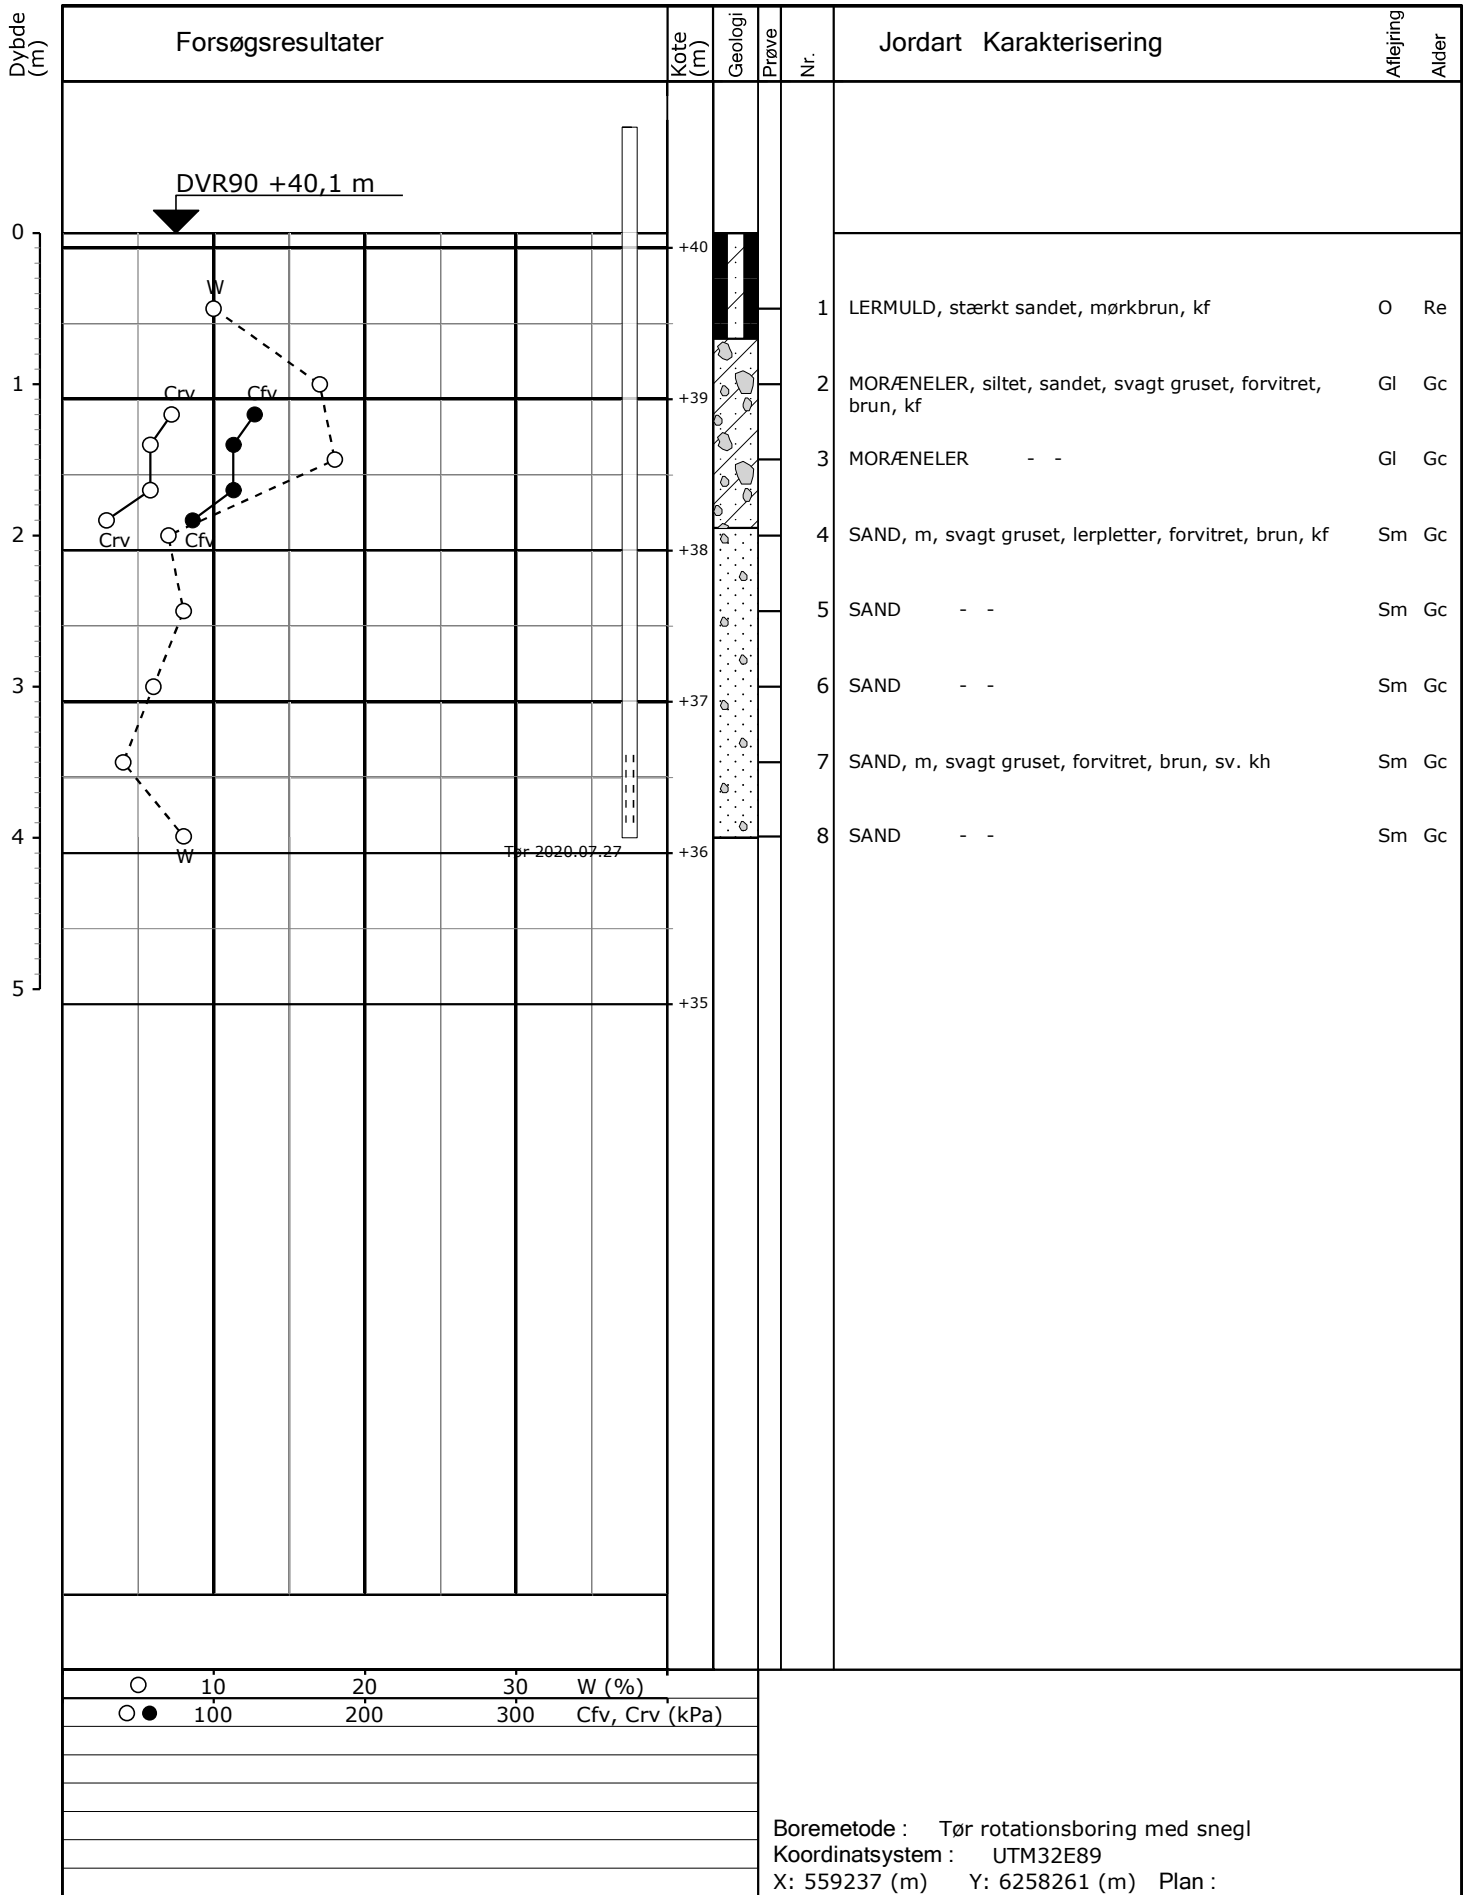 Dybde (m)
Forsøgsresultater
Kote (m)
Geologi
Prøve
Nr.
Jordart Karakterisering
Aflejring
Alder
DVR90 +40,1 m
0
+40
W
1 LERMULD, stærkt sandet, mørkbrun, kf O Re
1
Crv Cfv
+39
2 MORÆNELER, siltet, sandet, svagt gruset, forvitret, Gl Gc
brun, kf
3 MORÆNELER - - Gl Gc
2
Crv Cfv
+38
4 SAND, m, svagt gruset, lerpletter, forvitret, brun, kf Sm Gc
5 SAND - - Sm Gc
3
+37
6 SAND - - Sm Gc
7 SAND, m, svagt gruset, forvitret, brun, sv. kh Sm Gc
4
W
8 SAND - - Sm Gc
Tør 2020.07.27
+36
5
+35
10 20 30 W (%)
100 200 300 Cfv, Crv (kPa)
Boremetode : Tør rotationsboring med snegl
Koordinatsystem : UTM32E89
X: 559237 (m) Y: 6258261 (m) Plan :